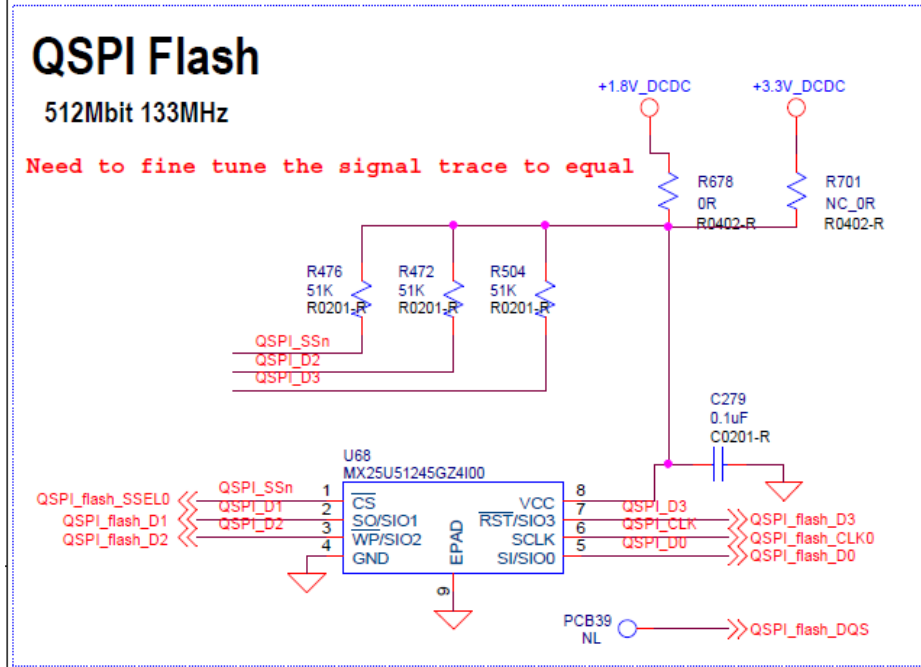 QSPI Flash
512Mbit 133MHz
Need to fine tune the signal trace to equal
+1.8V_DCDC
+3.3V_DCDC
R678
0R
R0402-R
R701
NC_0R
R0402-R
R476
51K
R0201-R
R472
51K
R0201-R
R504
51K
R0201-R
QSPI_SSn
QSPI_D2
QSPI_D3
C279
0.1uF
C0201-R
U68
MX25U51245GZ4I00
QSPI_flash_SSEL0
QSPI_flash_D1
QSPI_flash_D2
QSPI_SSn
QSPI_D1
QSPI_D2
1
2
3
4
CS
SO/SIO1
WP/SIO2
GND
EPAD
9
VCC
RST/SIO3
SCLK
SI/SIO0
8
7
6
5
QSPI_D3
QSPI_CLK
QSPI_D0
QSPI_flash_D3
QSPI_flash_CLK0
QSPI_flash_D0
PCB39
NL
QSPI_flash_DQS